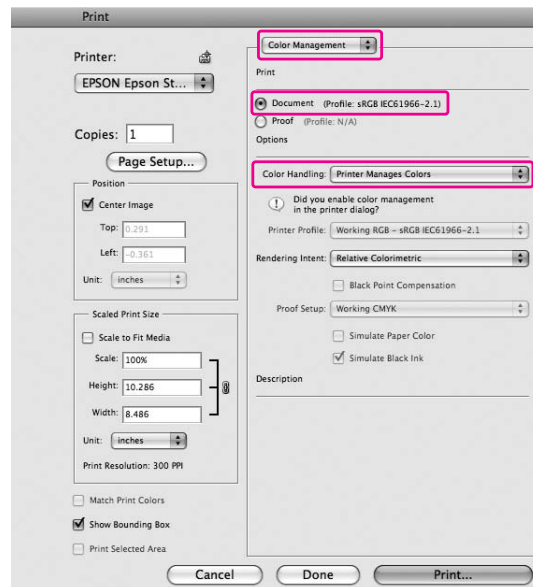 Print
Printer:
EPSON Epson St...
Copies: 1
Page Setup...
Position
Center Image
Top: 0.291
Left: -0.361
Unit: inches
Scaled Print Size
Scale to Fit Media
Scale: 100%
Height: 10.286
Width: 8.486
Unit: inches
Print Resolution: 300 PPI
Match Print Colors
Show Bounding Box
Print Selected Area
Color Management
Print
Document (Profile: sRGB IEC61966-2.1)
Proof (Profile: N/A)
Options
Color Handling: Printer Manages Colors
Did you enable color management
in the printer dialog?
Printer Profile: Working RGB - sRGB IEC61966-2.1
Rendering Intent: Relative Colorimetric
Black Point Compensation
Proof Setup: Working CMYK
Simulate Paper Color
Simulate Black Ink
Description
Cancel
Done
Print...